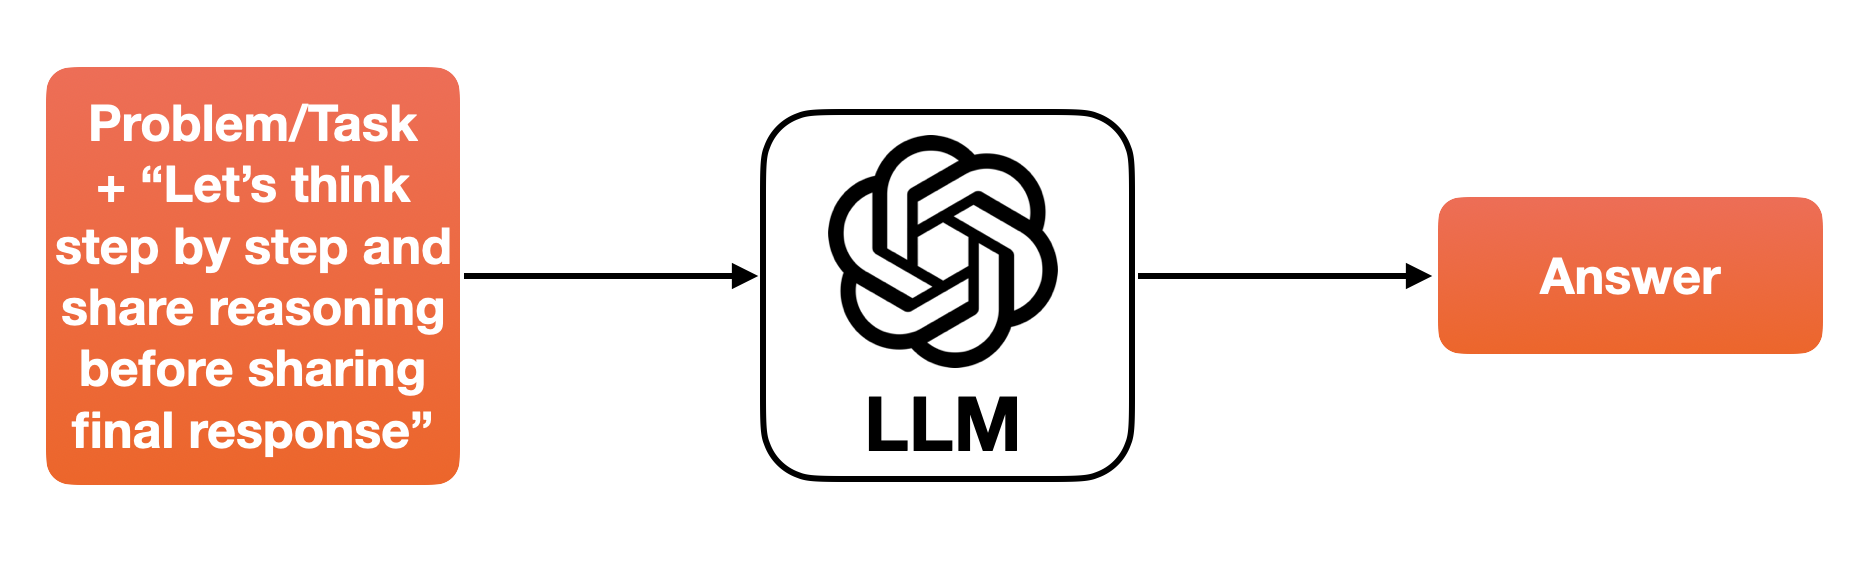 Problem/Task
+ “Let’s think
step by step and
share reasoning
before sharing
final response”
LLM
Answer